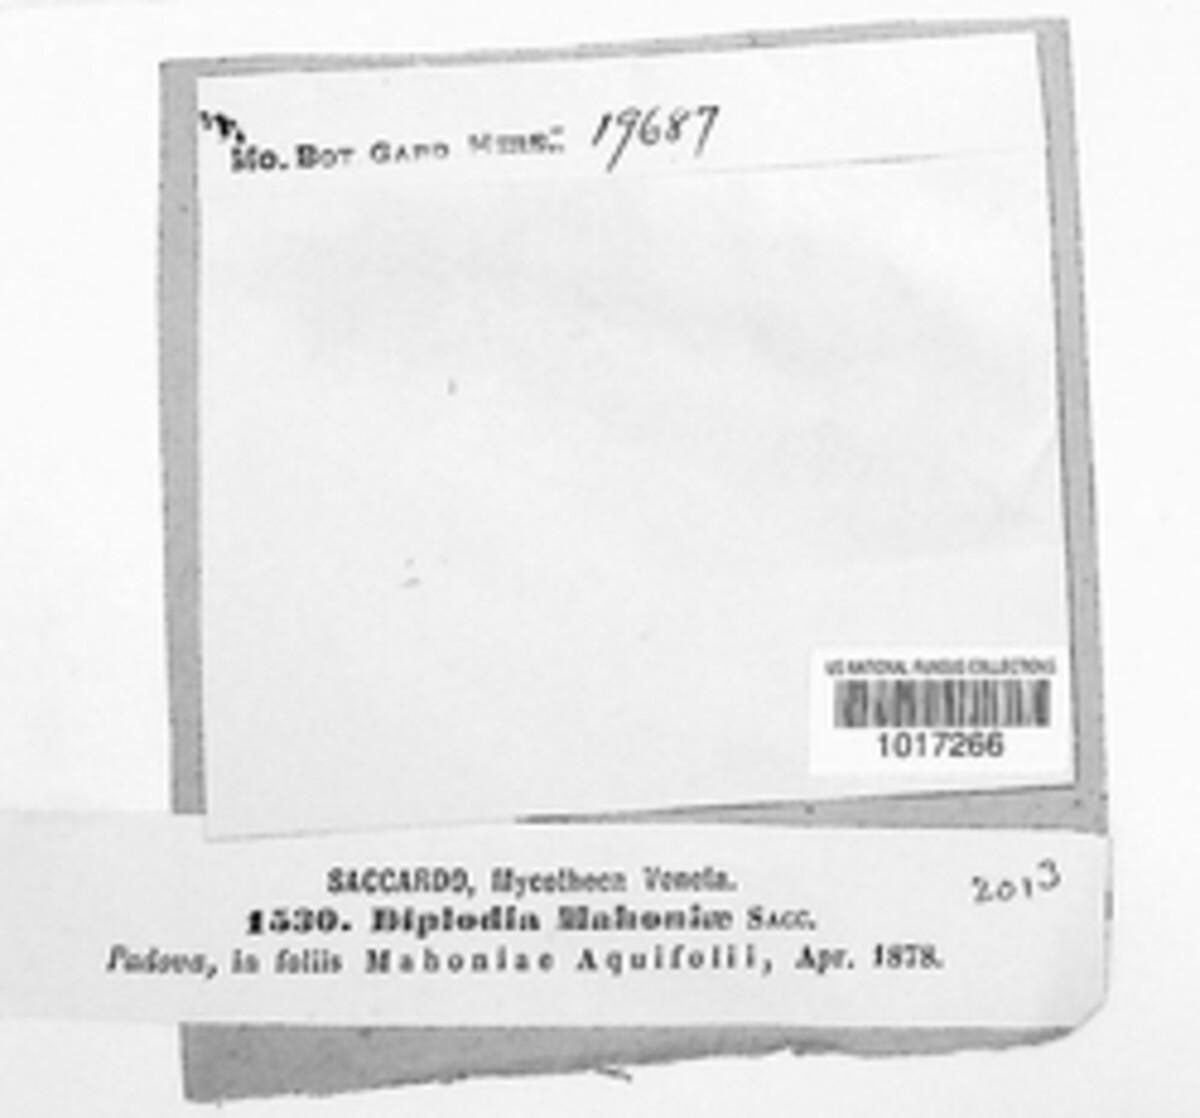 Mo. Bot Gard Herb. 19687
US NATIONAL FUNGUS COLLECTIONS
1017266
SACCARDO, Mycotheca Veneta.
2013
1530. Diplodia Mahoniæ SACC.
Padova, in foliis Mahoniae Aquifolii, Apr. 1878.